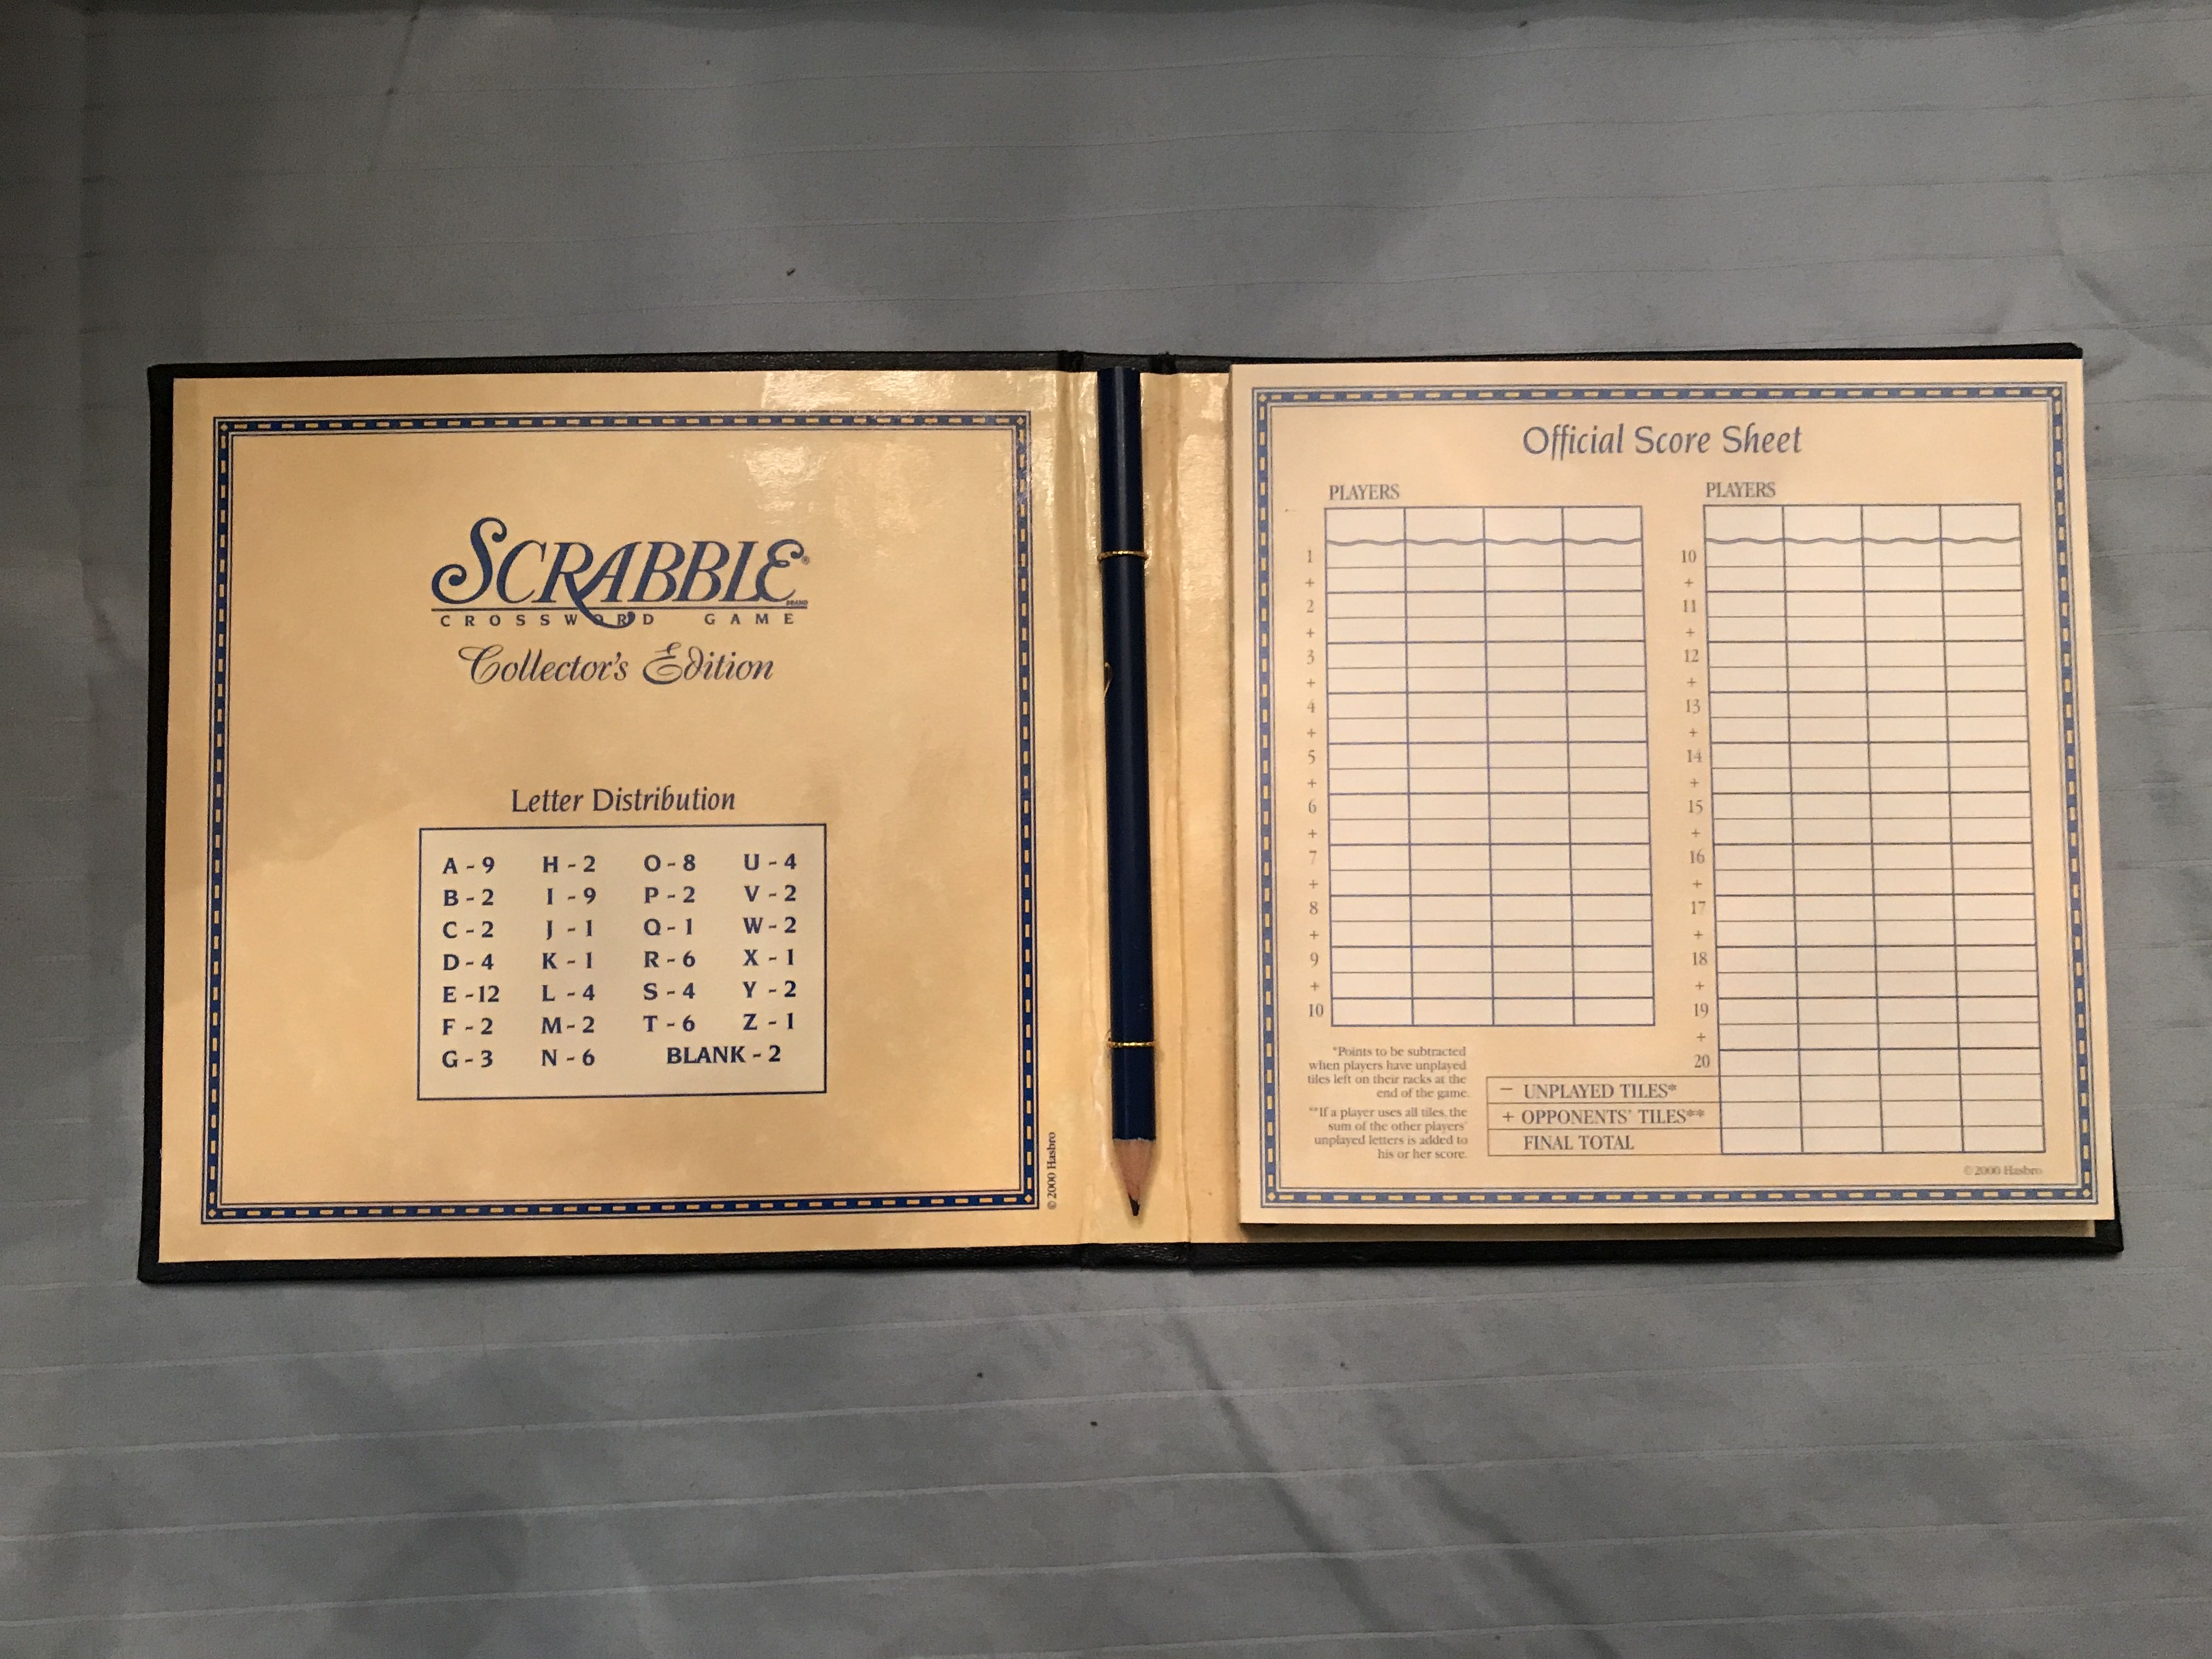 SCRABBLE®
BRAND
CROSSWORD GAME
Collector's Edition
Letter Distribution
A - 9 H - 2 O - 8 U - 4
B - 2 I - 9 P - 2 V - 2
C - 2 J - 1 Q - 1 W - 2
D - 4 K - 1 R - 6 X - 1
E - 12 L - 4 S - 4 Y - 2
F - 2 M - 2 T - 6 Z - 1
G - 3 N - 6 BLANK - 2
© 2000 Hasbro
Official Score Sheet
PLAYERS
1
+
2
+
3
+
4
+
5
+
6
+
7
+
8
+
9
+
10
*Points to be subtracted
when players have unplayed
tiles left on their racks at the
end of the game.
**If a player uses all tiles, the
sum of the other players'
unplayed letters is added to
his or her score.
PLAYERS
10
+
11
+
12
+
13
+
14
+
15
+
16
+
17
+
18
+
19
+
20
− UNPLAYED TILES*
+ OPPONENTS' TILES**
FINAL TOTAL
© 2000 Hasbro